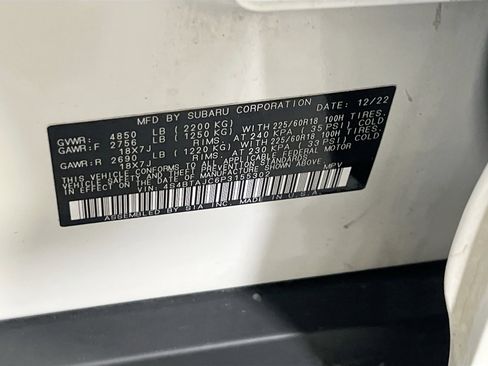 MFD BY SUBARU CORPORATION DATE: 12/22
GVWR: 4850 LB (2200 KG)
GAWR:F 2756 LB (1250 KG) WITH 225/60R18 100H TIRES,
18X7J RIMS, AT 240 KPA (35 PSI) COLD
GAWR:R 2690 LB (1220 KG) WITH 225/60R18 100H TIRES,
18X7J RIMS, AT 230 KPA (33 PSI) COLD
THIS VEHICLE CONFORMS TO ALL APPLICABLE FEDERAL MOTOR
VEHICLE SAFETY AND THEFT PREVENTION STANDARDS
IN EFFECT ON THE DATE OF MANUFACTURE SHOWN ABOVE.
VIN: 4S4BTAJC6P3155302 MPV
ASSEMBLED BY SIA INC. MADE IN U.S.A.